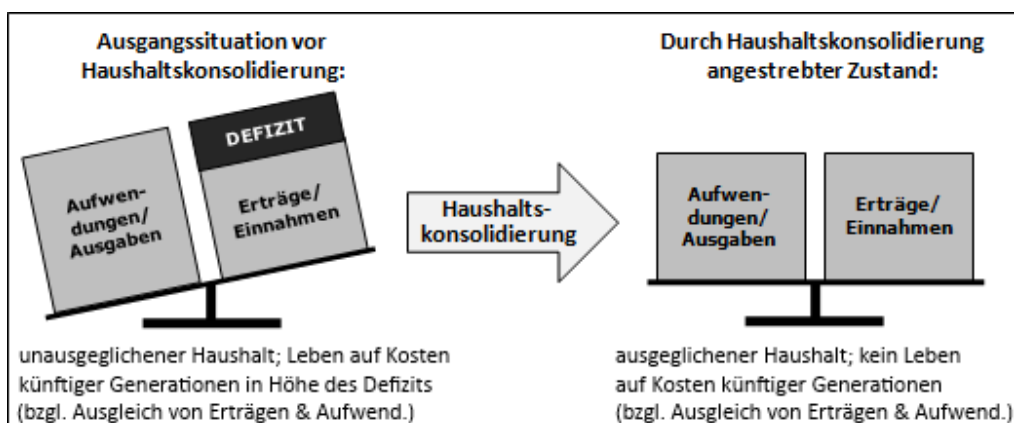 Ausgangssituation vor
Haushaltskonsolidierung:
DEFIZIT
Aufwen-
dungen/
Ausgaben
Erträge/
Einnahmen
unausgeglichener Haushalt; Leben auf Kosten
künftiger Generationen in Höhe des Defizits
(bzgl. Ausgleich von Erträgen & Aufwend.)
Haushalts-
konsolidierung
Durch Haushaltskonsolidierung
angestrebter Zustand:
Aufwen-
dungen/
Ausgaben
Erträge/
Einnahmen
ausgeglichener Haushalt; kein Leben
auf Kosten künftiger Generationen
(bzgl. Ausgleich von Erträgen & Aufwend.)